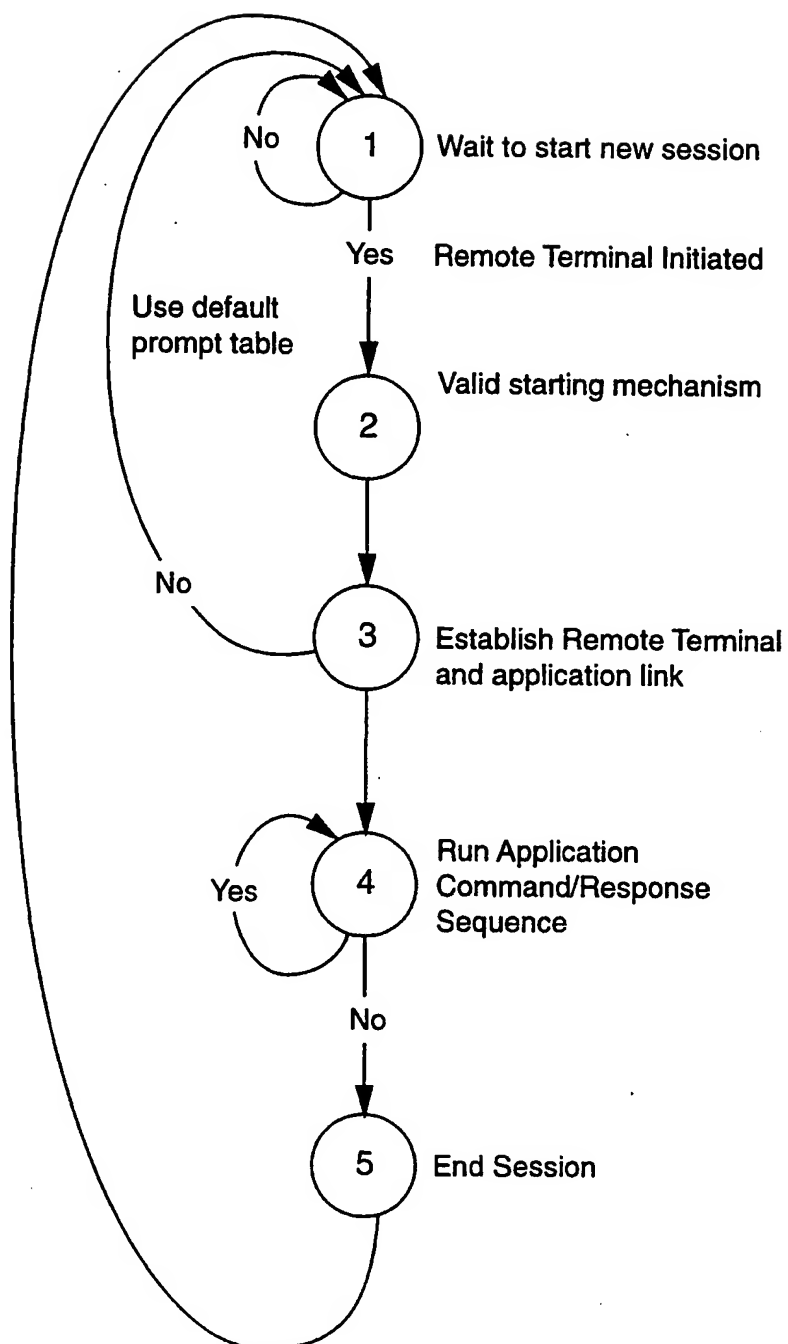 No
1
Wait to start new session
Yes
Remote Terminal Initiated
Use default
prompt table
Valid starting mechanism
2
No
3
Establish Remote Terminal
and application link
Yes
4
Run Application
Command/Response
Sequence
No
5
End Session